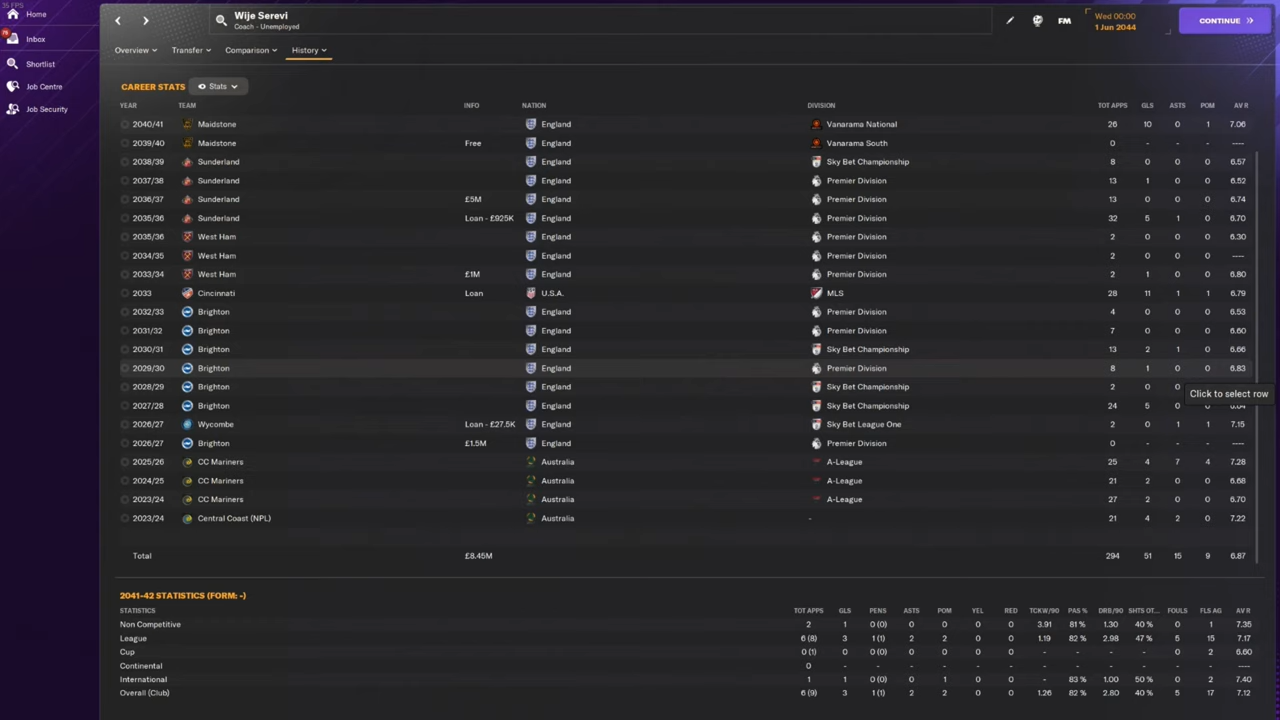 35 FPS
Home
76
Inbox
Shortlist
Job Centre
Job Security
Wije Serevi
Coach - Unemployed
FM
Wed 00:00
1 Jun 2044
CONTINUE
Overview Transfer Comparison History
CAREER STATS Stats
YEAR TEAM INFO NATION DIVISION TOT APPS GLS ASTS POM AV R
2040/41 Maidstone England Vanarama National 26 10 0 1 7.06
2039/40 Maidstone Free England Vanarama South 0 - - - ----
2038/39 Sunderland England Sky Bet Championship 8 0 0 0 6.57
2037/38 Sunderland England Premier Division 13 1 0 0 6.52
2036/37 Sunderland £5M England Premier Division 13 0 0 0 6.74
2035/36 Sunderland Loan - £925K England Premier Division 32 5 1 0 6.70
2035/36 West Ham England Premier Division 2 0 0 0 6.30
2034/35 West Ham England Premier Division 2 0 0 0 ----
2033/34 West Ham £1M England Premier Division 2 1 0 0 6.80
2033 Cincinnati Loan U.S.A. MLS 28 11 1 1 6.79
2032/33 Brighton England Premier Division 4 0 0 0 6.53
2031/32 Brighton England Premier Division 7 0 0 0 6.60
2030/31 Brighton England Sky Bet Championship 13 2 1 0 6.66
2029/30 Brighton England Premier Division 8 1 0 0 6.83
2028/29 Brighton England Sky Bet Championship 2 0 0
Click to select row
2027/28 Brighton England Sky Bet Championship 24 5 0 0
2026/27 Wycombe Loan - £27.5K England Sky Bet League One 2 0 1 1 7.15
2026/27 Brighton £1.5M England Premier Division 0 - - - ----
2025/26 CC Mariners Australia A-League 25 4 7 4 7.28
2024/25 CC Mariners Australia A-League 21 2 0 0 6.68
2023/24 CC Mariners Australia A-League 27 2 0 0 6.70
2023/24 Central Coast (NPL) Australia - 21 4 2 0 7.22
Total £8.45M 294 51 15 9 6.87
2041-42 STATISTICS (FORM: -)
STATISTICS TOT APPS GLS PENS ASTS POM YEL RED TCKW/90 PAS % DRB/90 SHTS OT... FOULS FLS AG AV R
Non Competitive 2 1 0 (0) 0 0 0 0 3.91 81 % 1.30 40 % 0 1 7.35
League 6 (8) 3 1 (1) 2 2 0 0 1.19 82 % 2.98 47 % 5 15 7.17
Cup 0 (1) 0 0 (0) 0 0 0 0 - - - - 0 2 6.60
Continental 0 - - - - - - - - - - - - ----
International 1 1 0 (0) 0 1 0 0 - 83 % 1.00 50 % 0 2 7.40
Overall (Club) 6 (9) 3 1 (1) 2 2 0 0 1.26 82 % 2.80 40 % 5 17 7.12